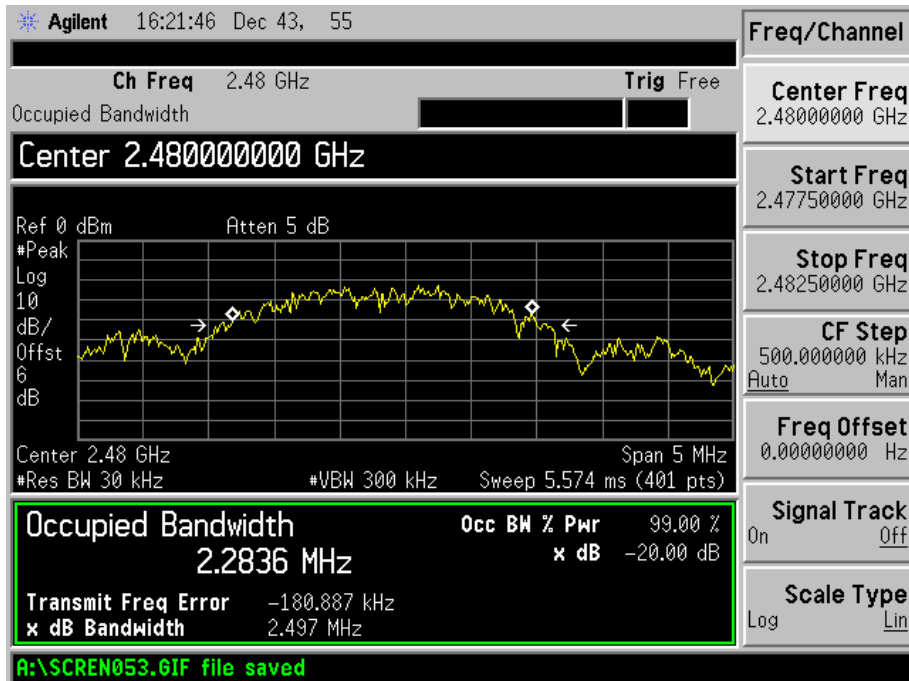 Agilent 16:21:46 Dec 43, 55
Freq/Channel
Ch Freq 2.48 GHz Trig Free
Occupied Bandwidth
Center 2.480000000 GHz
Ref 0 dBm Atten 5 dB
#Peak
Log
10
dB/
Offst
6
dB
Center 2.48 GHz Span 5 MHz
#Res BW 30 kHz #VBW 300 kHz Sweep 5.574 ms (401 pts)
Occupied Bandwidth Occ BW % Pwr 99.00 %
2.2836 MHz x dB -20.00 dB
Transmit Freq Error -180.887 kHz
x dB Bandwidth 2.497 MHz
A:\SCREN053.GIF file saved
Center Freq
2.48000000 GHz
Start Freq
2.47750000 GHz
Stop Freq
2.48250000 GHz
CF Step
500.000000 kHz
Auto Man
Freq Offset
0.00000000 Hz
Signal Track
On Off
Scale Type
Log Lin